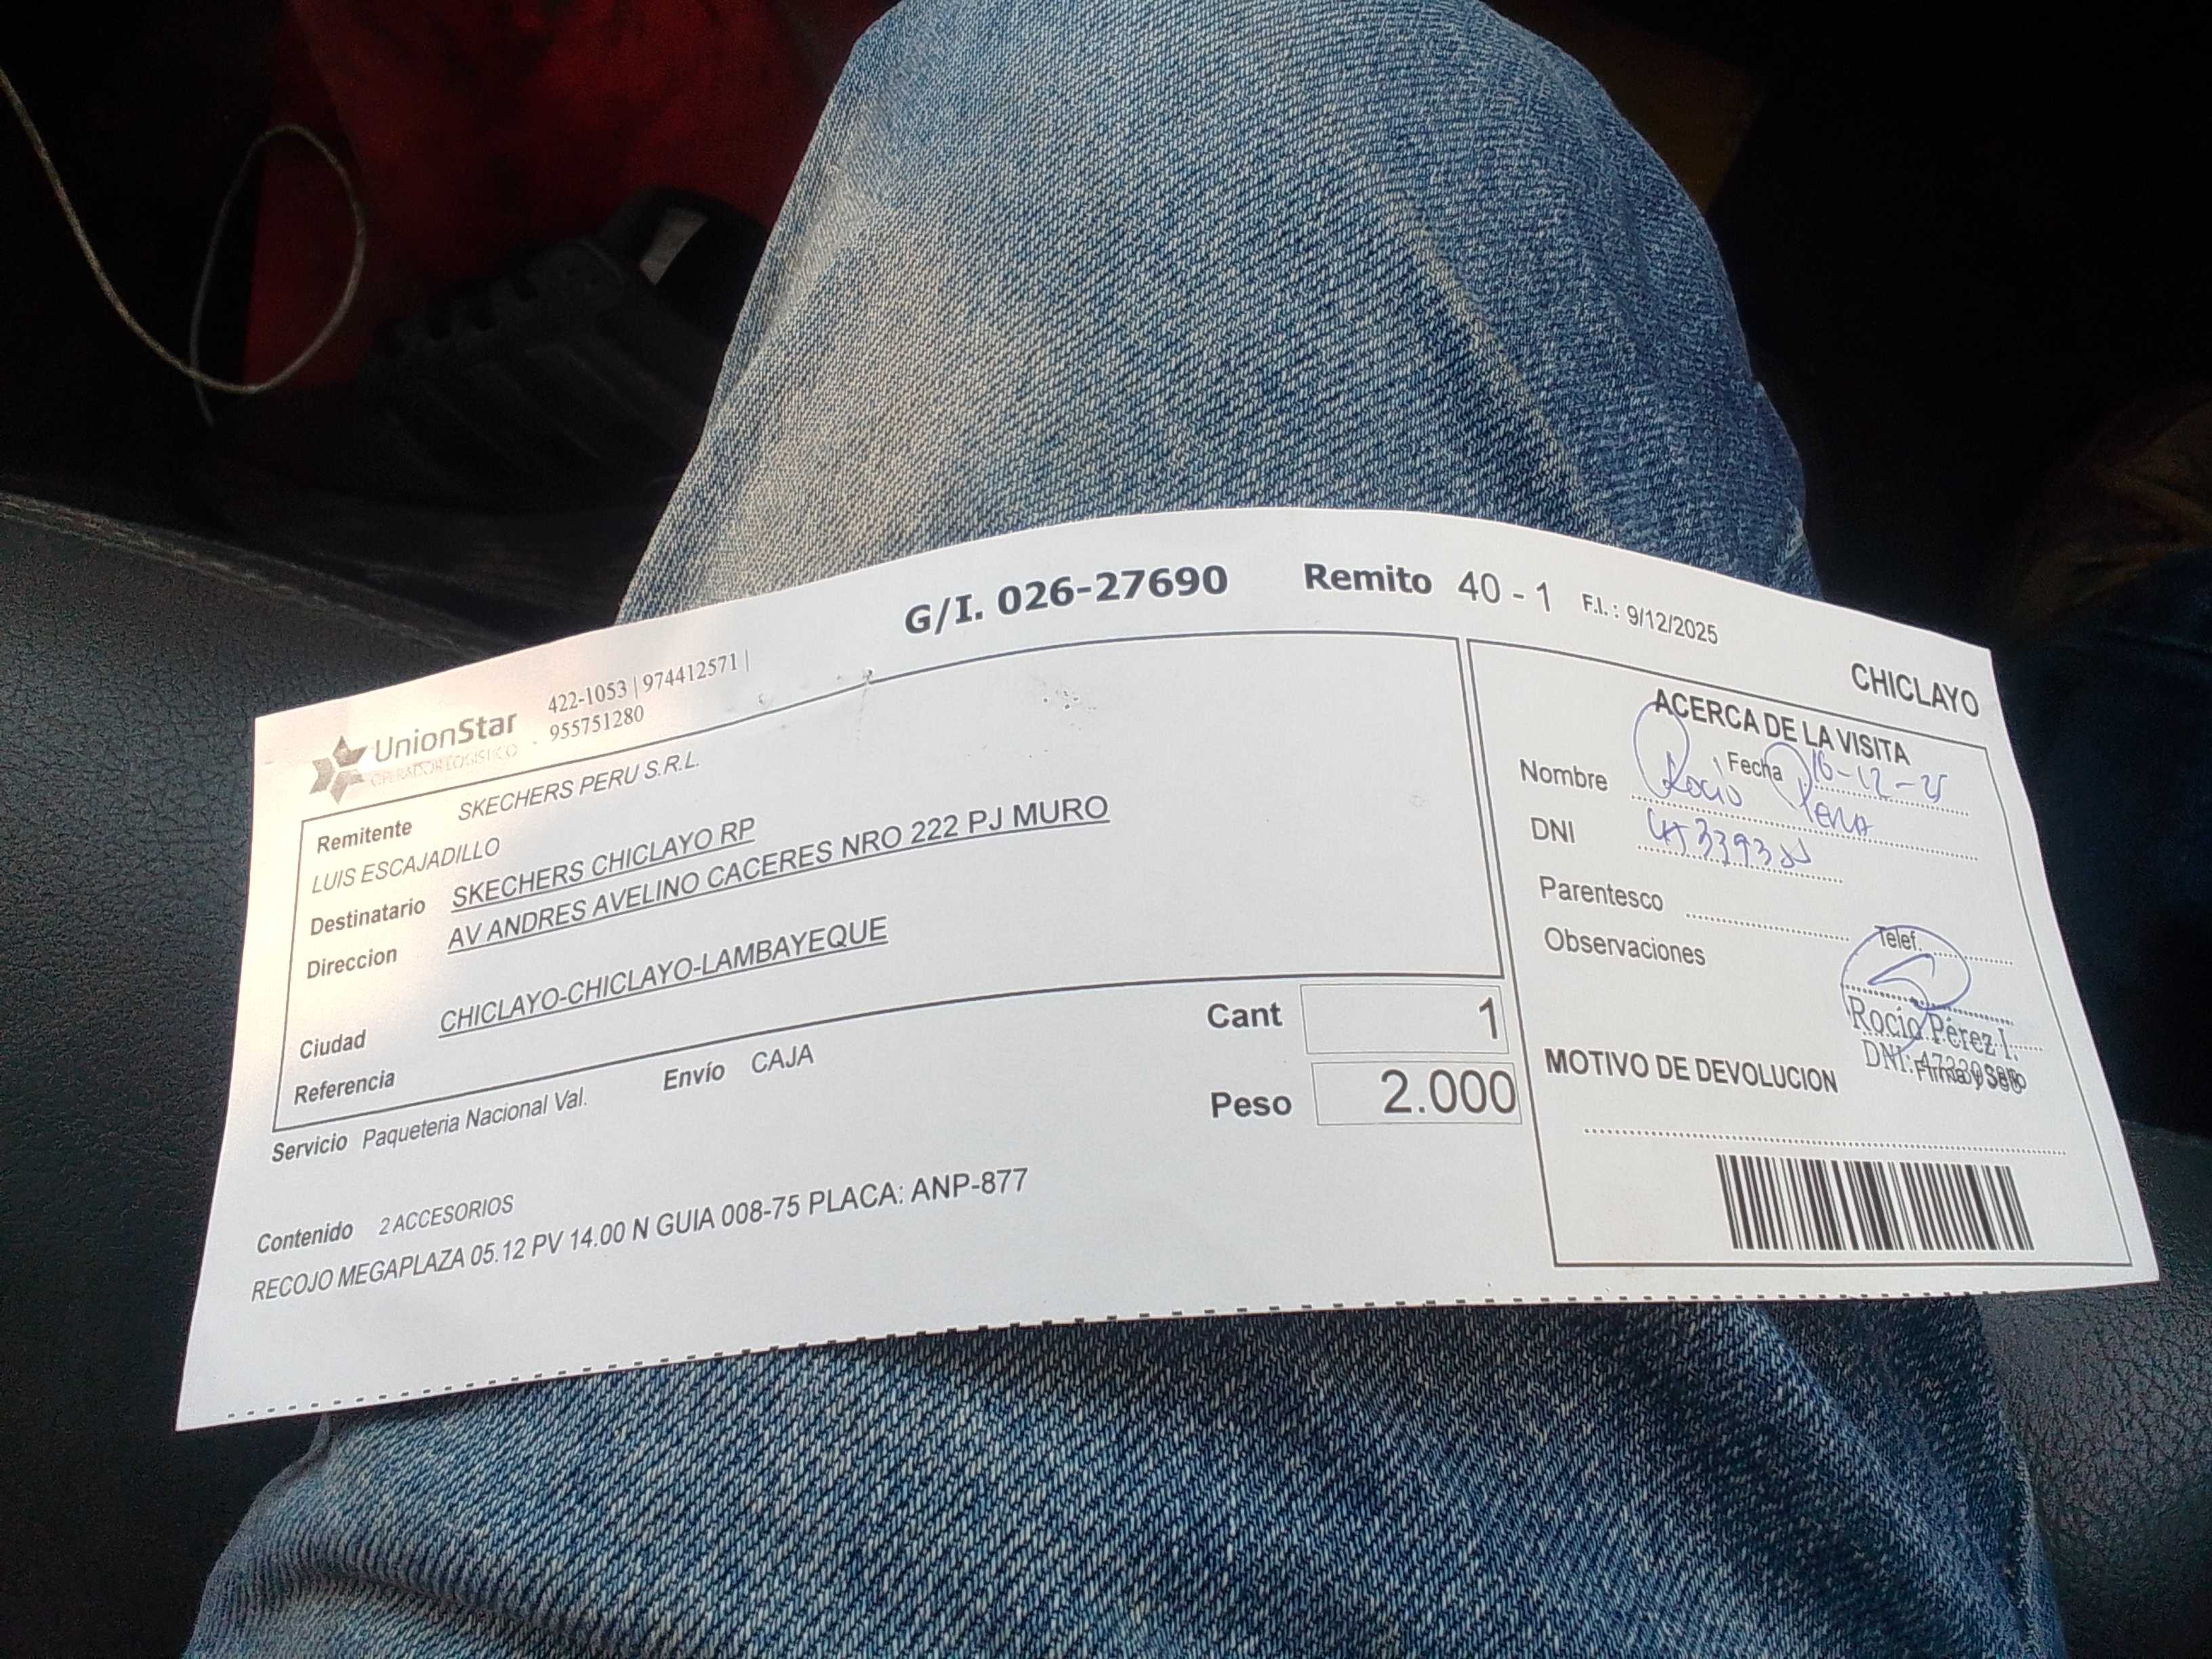 G/I. 026-27690 Remito 40 - 1 F.I. : 9/12/2025
UnionStar
OPERADOR LOGISTICO
422-1053 | 974412571 |
955751280
CHICLAYO
Remitente SKECHERS PERU S.R.L.
LUIS ESCAJADILLO
Destinatario SKECHERS CHICLAYO RP
Direccion AV ANDRES AVELINO CACERES NRO 222 PJ MURO
Ciudad CHICLAYO-CHICLAYO-LAMBAYEQUE
Referencia
Servicio Paqueteria Nacional Val. Envío CAJA
Cant 1
Peso 2.000
Contenido 2 ACCESORIOS
RECOJO MEGAPLAZA 05.12 PV 14.00 N GUIA 008-75 PLACA: ANP-877
ACERCA DE LA VISITA
Fecha 16-12-25
Nombre Rocio
DNI
Parentesco
Telef.
Observaciones
Rocío Pérez I.
DNI:
Firma y Sello
MOTIVO DE DEVOLUCION